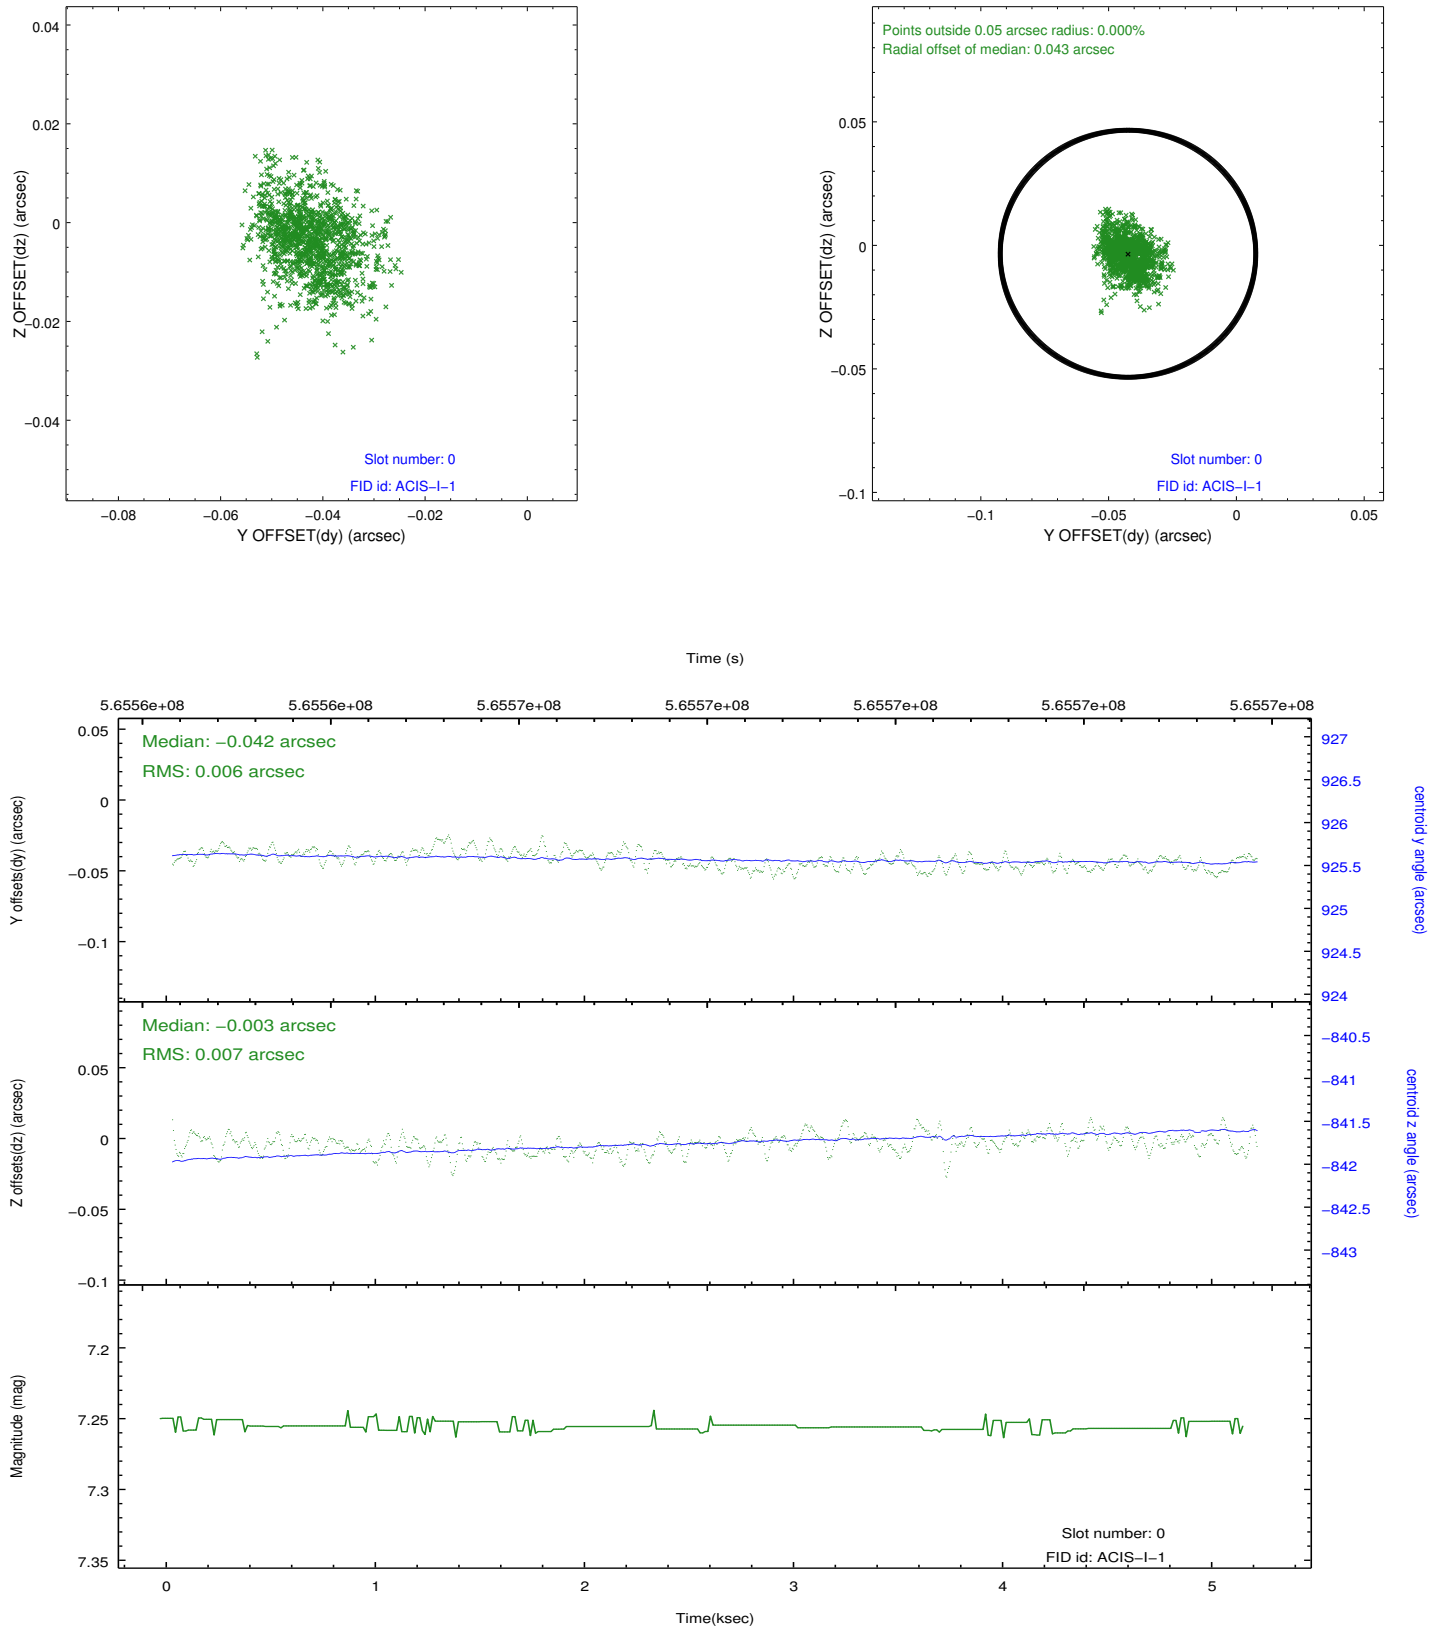 0.04
0.02
0
−0.02
−0.04
Z OFFSET(dz) (arcsec)
Slot number: 0
FID id: ACIS−I−1
−0.08 −0.06 −0.04 −0.02 0
Y OFFSET(dy) (arcsec)
Points outside 0.05 arcsec radius: 0.000%
Radial offset of median: 0.043 arcsec
0.05
0
−0.05
−0.1
Z OFFSET(dz) (arcsec)
Slot number: 0
FID id: ACIS−I−1
−0.1 −0.05 0 0.05
Y OFFSET(dy) (arcsec)
Time (s)
5.6556e+08 5.6556e+08 5.6557e+08 5.6557e+08 5.6557e+08 5.6557e+08 5.6557e+08
Median: −0.042 arcsec
RMS: 0.006 arcsec
0.05
0
−0.05
−0.1
Y offsets(dy) (arcsec)
927
926.5
926
925.5
925
924.5
924
centroid y angle (arcsec)
Median: −0.003 arcsec
RMS: 0.007 arcsec
0.05
0
−0.05
−0.1
Z offsets(dz) (arcsec)
−840.5
−841
−841.5
−842
−842.5
−843
centroid z angle (arcsec)
7.2
7.25
7.3
7.35
Magnitude (mag)
Slot number: 0
FID id: ACIS−I−1
0 1 2 3 4 5
Time(ksec)